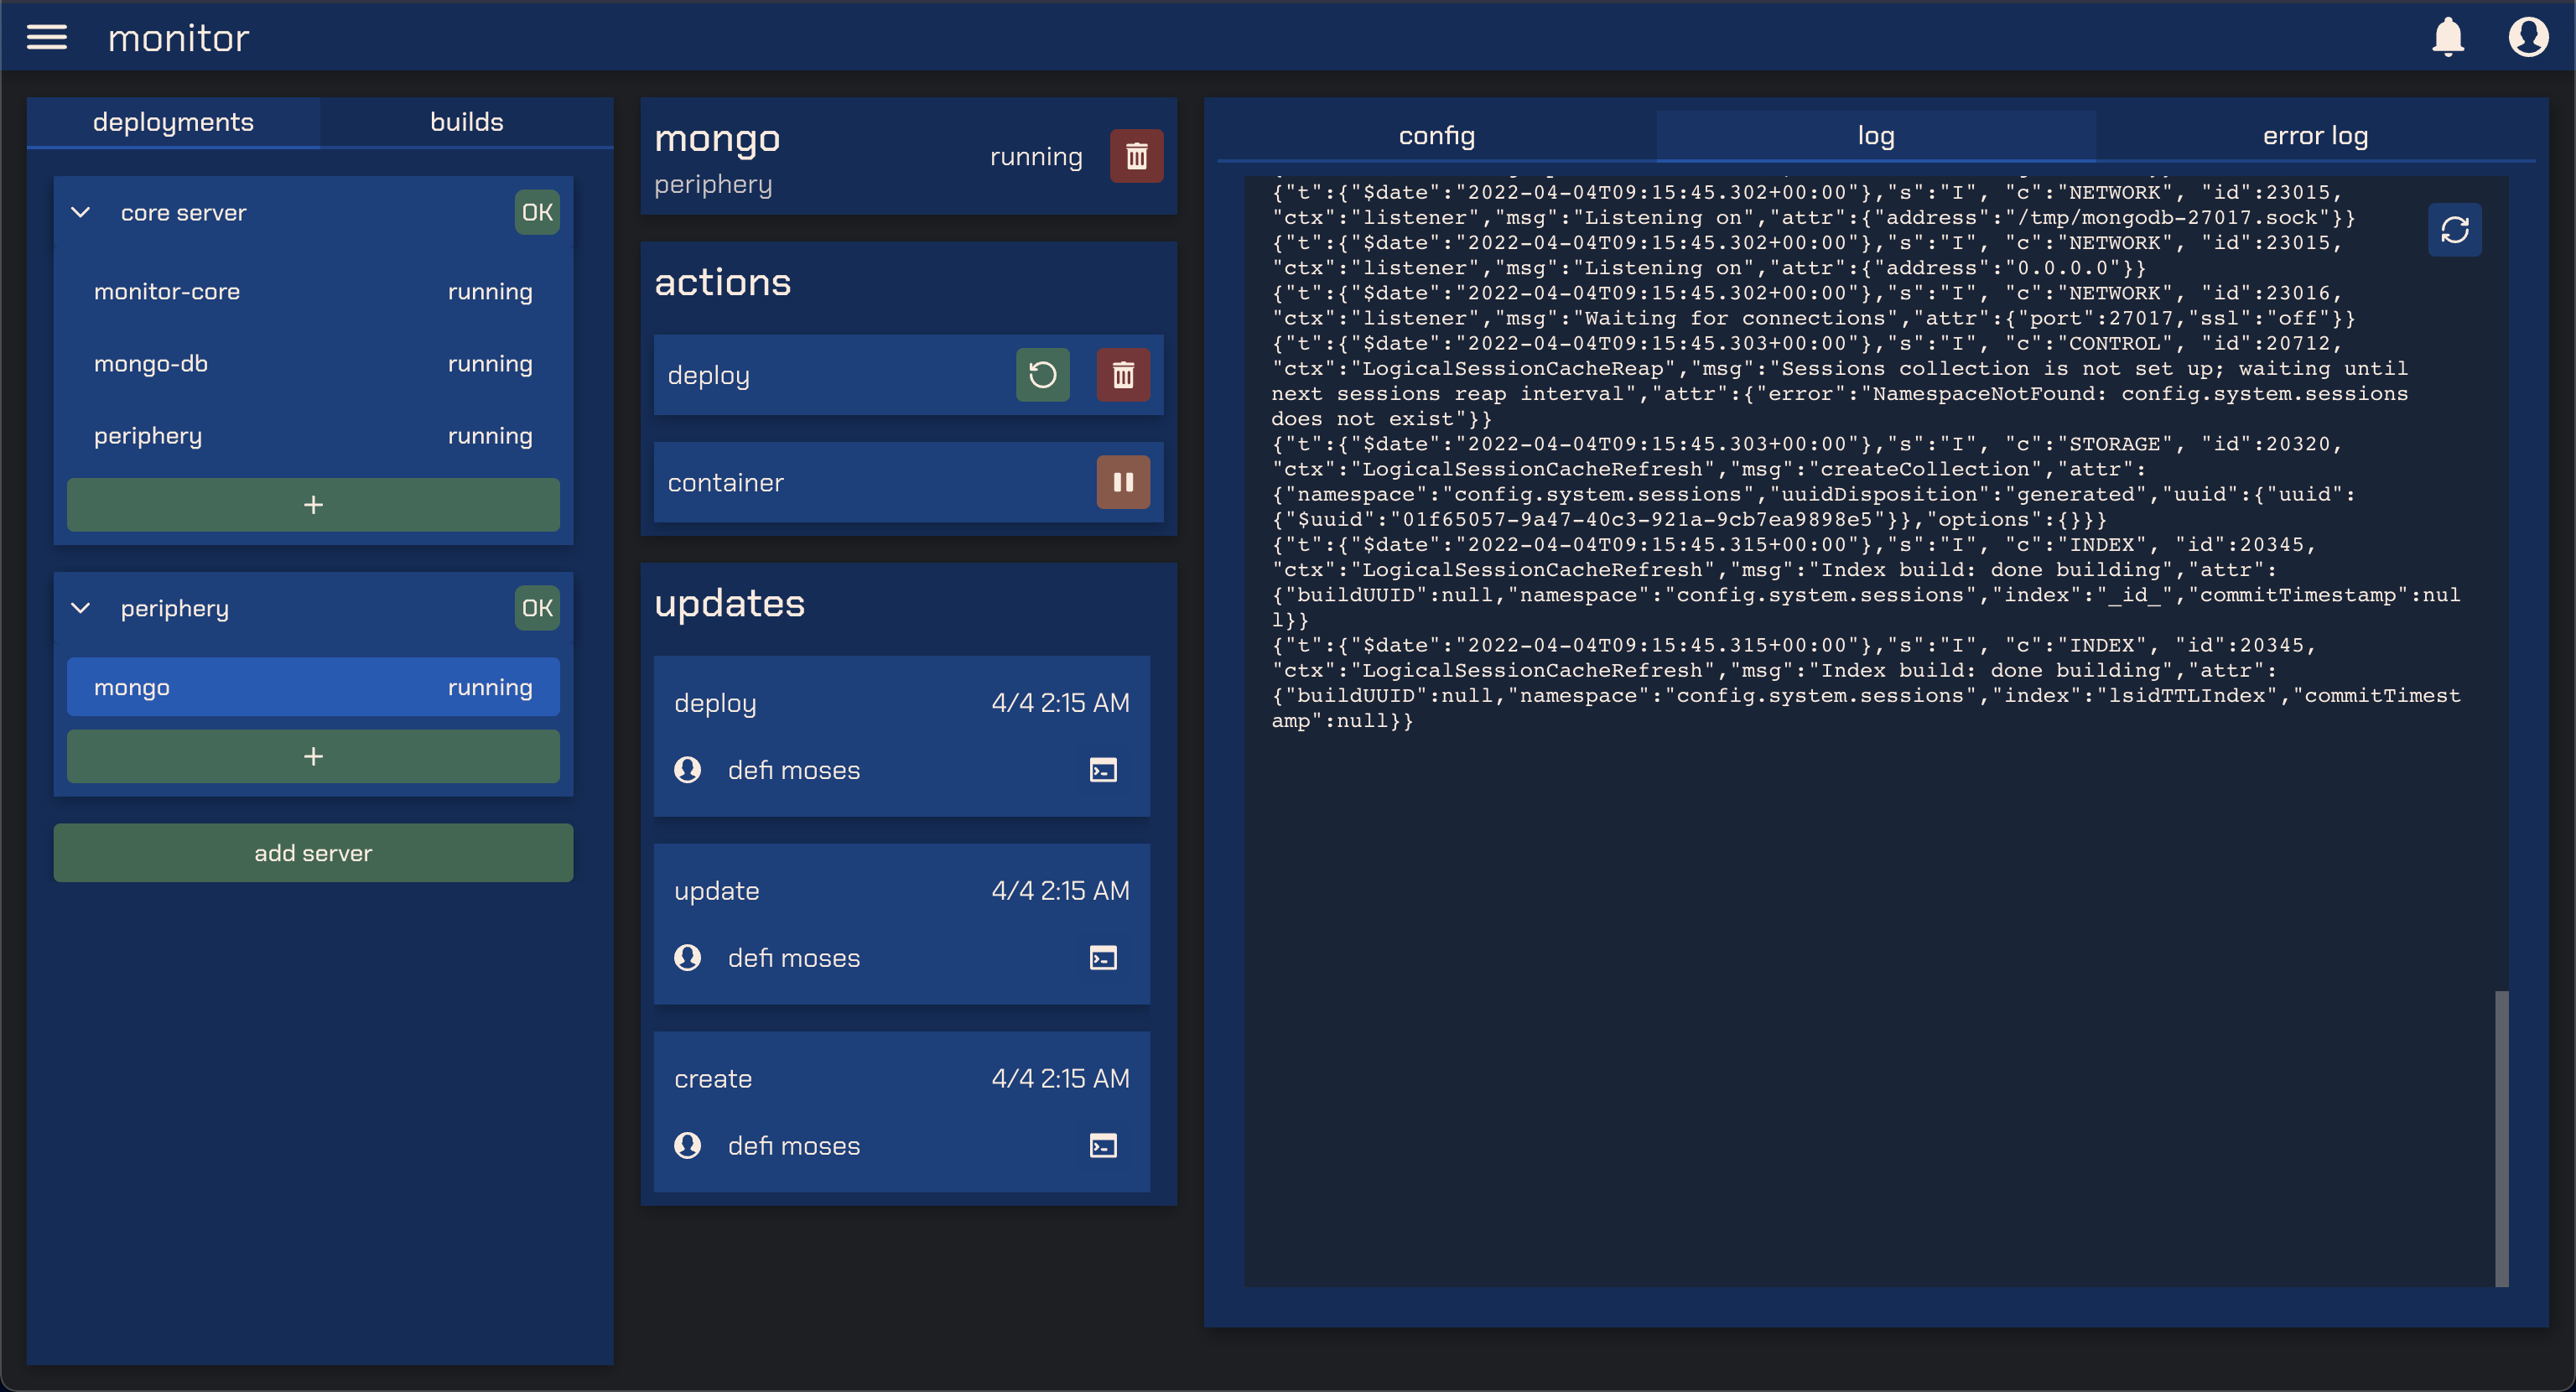 monitor
deployments
builds
core server
OK
monitor-core
running
mongo-db
running
periphery
running
+
periphery
OK
mongo
running
+
add server
mongo
running
periphery
actions
deploy
container
updates
deploy
4/4 2:15 AM
defi moses
update
4/4 2:15 AM
defi moses
create
4/4 2:15 AM
defi moses
config
log
error log
{"t":{"$date":"2022-04-04T09:15:45.302+00:00"},"s":"I", "c":"NETWORK", "id":23015,
"ctx":"listener","msg":"Listening on","attr":{"address":"/tmp/mongodb-27017.sock"}}
{"t":{"$date":"2022-04-04T09:15:45.302+00:00"},"s":"I", "c":"NETWORK", "id":23015,
"ctx":"listener","msg":"Listening on","attr":{"address":"0.0.0.0"}}
{"t":{"$date":"2022-04-04T09:15:45.302+00:00"},"s":"I", "c":"NETWORK", "id":23016,
"ctx":"listener","msg":"Waiting for connections","attr":{"port":27017,"ssl":"off"}}
{"t":{"$date":"2022-04-04T09:15:45.303+00:00"},"s":"I", "c":"CONTROL", "id":20712,
"ctx":"LogicalSessionCacheReap","msg":"Sessions collection is not set up; waiting until
next sessions reap interval","attr":{"error":"NamespaceNotFound: config.system.sessions
does not exist"}}
{"t":{"$date":"2022-04-04T09:15:45.303+00:00"},"s":"I", "c":"STORAGE", "id":20320,
"ctx":"LogicalSessionCacheRefresh","msg":"createCollection","attr":
{"namespace":"config.system.sessions","uuidDisposition":"generated","uuid":{"uuid":
{"$uuid":"01f65057-9a47-40c3-921a-9cb7ea9898e5"}},"options":{}}}
{"t":{"$date":"2022-04-04T09:15:45.315+00:00"},"s":"I", "c":"INDEX", "id":20345,
"ctx":"LogicalSessionCacheRefresh","msg":"Index build: done building","attr":
{"buildUUID":null,"namespace":"config.system.sessions","index":"_id_","commitTimestamp":nul
l}}
{"t":{"$date":"2022-04-04T09:15:45.315+00:00"},"s":"I", "c":"INDEX", "id":20345,
"ctx":"LogicalSessionCacheRefresh","msg":"Index build: done building","attr":
{"buildUUID":null,"namespace":"config.system.sessions","index":"lsidTTLIndex","commitTimest
amp":null}}